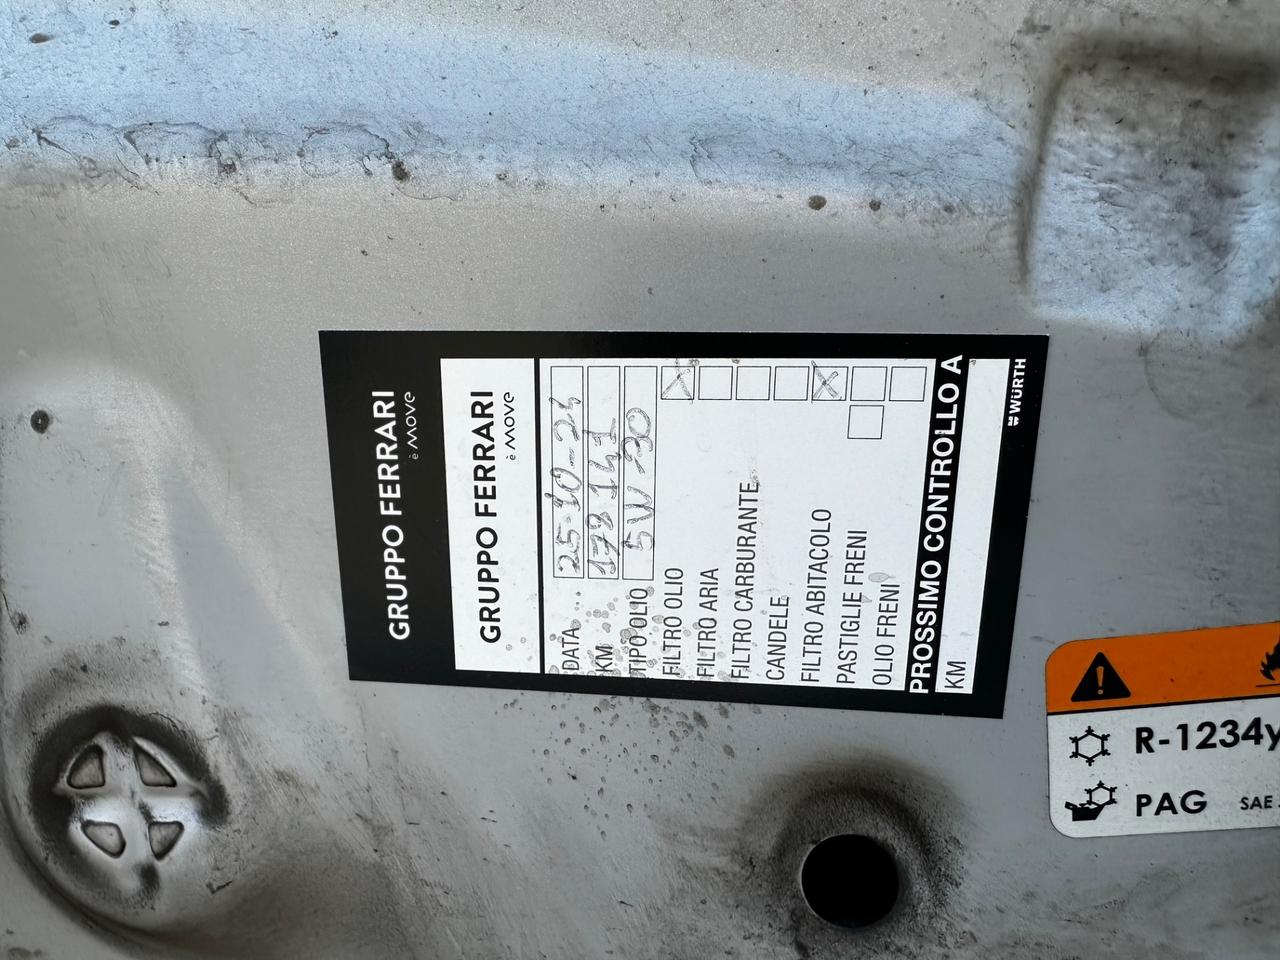 GRUPPO FERRARI
è move
GRUPPO FERRARI
è move
DATA 25-10-24
KM 178141
TIPO OLIO 5W30
FILTRO OLIO X
FILTRO ARIA
FILTRO CARBURANTE
CANDELE
FILTRO ABITACOLO X
PASTIGLIE FRENI
OLIO FRENI
PROSSIMO CONTROLLO A
KM
WÜRTH
R-1234y
PAG SAE